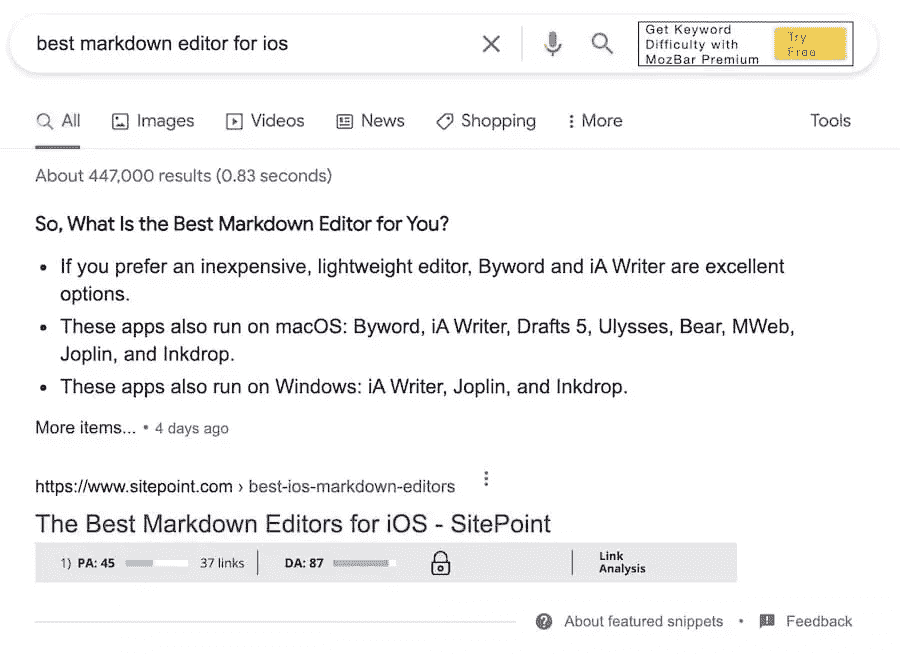 best markdown editor for ios
Get Keyword
Difficulty with
MozBar Premium
Try
Free
All
Images
Videos
News
Shopping
More
Tools
About 447,000 results (0.83 seconds)
So, What Is the Best Markdown Editor for You?
• If you prefer an inexpensive, lightweight editor, Byword and iA Writer are excellent
options.
• These apps also run on macOS: Byword, iA Writer, Drafts 5, Ulysses, Bear, MWeb,
Joplin, and Inkdrop.
• These apps also run on Windows: iA Writer, Joplin, and Inkdrop.
More items... • 4 days ago
https://www.sitepoint.com › best-ios-markdown-editors
The Best Markdown Editors for iOS - SitePoint
1) PA: 45 37 links DA: 87
Link
Analysis
About featured snippets • Feedback